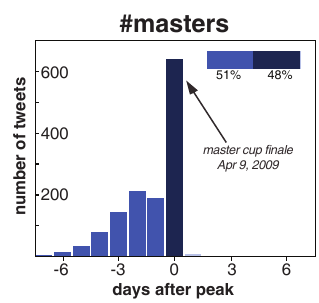 #masters
number of tweets
600
400
200
51% 48%
master cup finale
Apr 9, 2009
-6 -3 0 3 6
days after peak